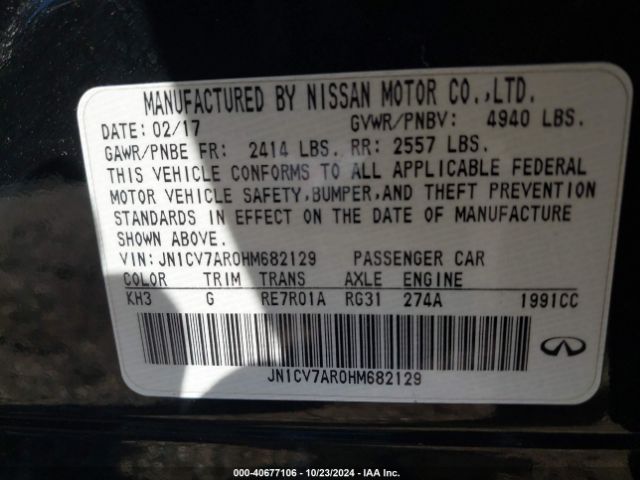 MANUFACTURED BY NISSAN MOTOR CO.,LTD.
DATE: 02/17 GVWR/PNBV: 4940 LBS.
GAWR/PNBE FR: 2414 LBS. RR: 2557 LBS.
THIS VEHICLE CONFORMS TO ALL APPLICABLE FEDERAL
MOTOR VEHICLE SAFETY,BUMPER,AND THEFT PREVENTION
STANDARDS IN EFFECT ON THE DATE OF MANUFACTURE
SHOWN ABOVE.
VIN: JN1CV7AR0HM682129 PASSENGER CAR
COLOR TRIM TRANS AXLE ENGINE
KH3 G RE7R01A RG31 274A 1991CC
JN1CV7AR0HM682129
000-40677106 - 10/23/2024 - IAA Inc.